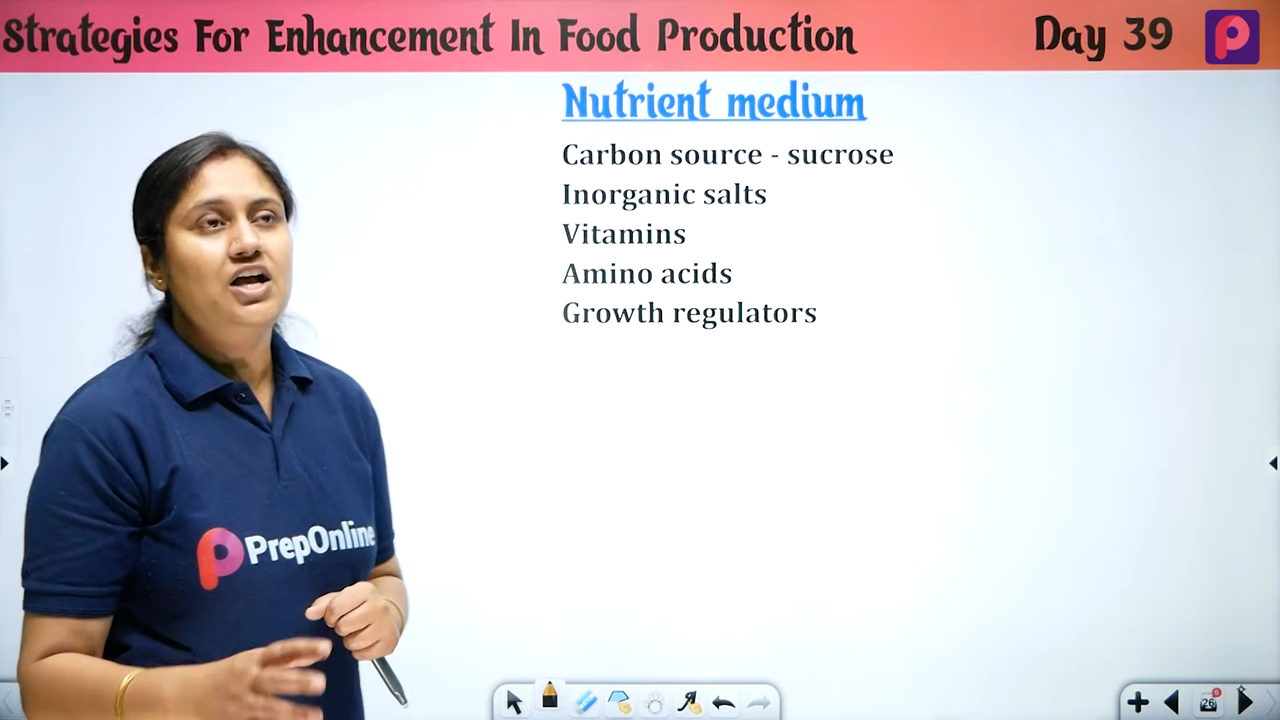 Strategies For Enhancement In Food Production Day 39
Nutrient medium
Carbon source - sucrose
Inorganic salts
Vitamins
Amino acids
Growth regulators
PrepOnline
26